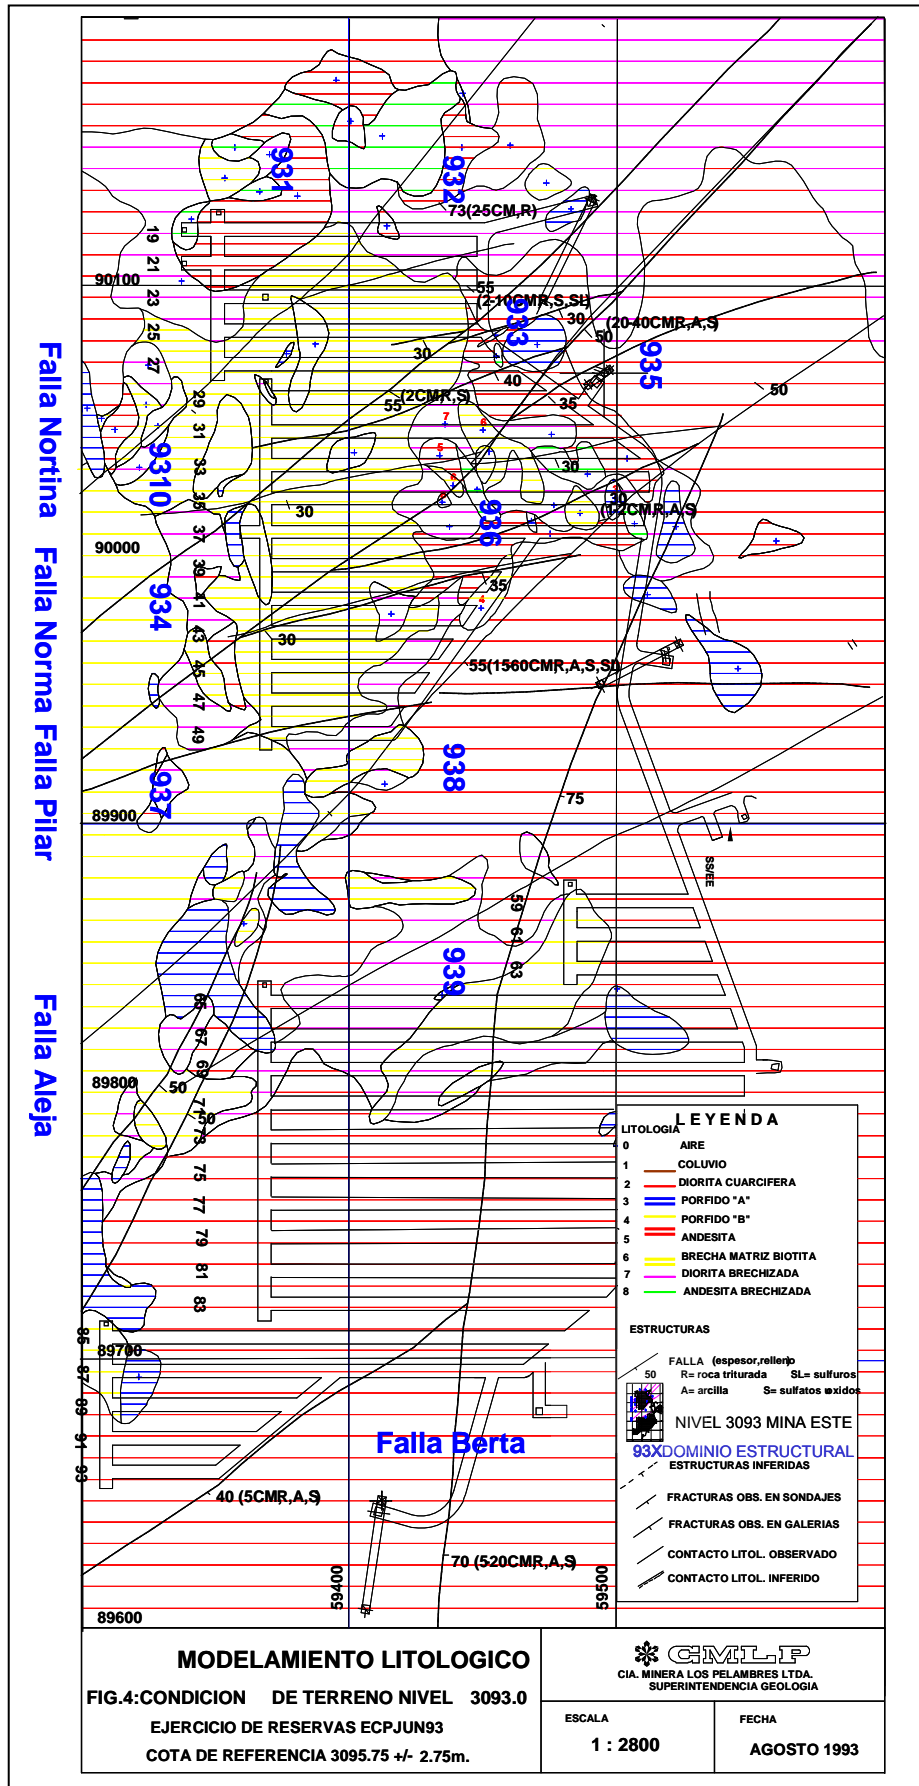 931
932
73(25CM,R)
19
21
90100
23
25
27
55
(2-10CMR,S,SL)
933
30
(20-40CMR,A,S)
50
935
30
40
50
35
55
(2CMR,S)
29
31
33
35
37
39
41
43
45
47
49
7
6
5
30
9310
936
30
30
(1-2CMR,A,S)
90000
934
35
4
30
55(1560CMR,A,S,SL)
938
937
75
89900
SS/EE
59
61
63
939
65
67
69
71
73
75
77
79
81
83
89800
50
50
85
87
89
91
93
89700
Falla Nortina
Falla Norma
Falla Pilar
Falla Aleja
Falla Berta
40 (5CMR,A,S)
70 (520CMR,A,S)
59400
59500
89600
LEYENDA
LITOLOGIA
0 AIRE
1 COLUVIO
2 DIORITA CUARCIFERA
3 PORFIDO "A"
4 PORFIDO "B"
5 ANDESITA
6 BRECHA MATRIZ BIOTITA
7 DIORITA BRECHIZADA
8 ANDESITA BRECHIZADA
ESTRUCTURAS
50 FALLA (espesor,relleno)
R= roca triturada SL= sulfuros
A= arcilla S= sulfatos oxidos
NIVEL 3093 MINA ESTE
93X DOMINIO ESTRUCTURAL
ESTRUCTURAS INFERIDAS
FRACTURAS OBS. EN SONDAJES
FRACTURAS OBS. EN GALERIAS
CONTACTO LITOL. OBSERVADO
CONTACTO LITOL. INFERIDO
MODELAMIENTO LITOLOGICO
FIG.4:CONDICION DE TERRENO NIVEL 3093.0
EJERCICIO DE RESERVAS ECPJUN93
COTA DE REFERENCIA 3095.75 +/- 2.75m.
CMLP
CIA. MINERA LOS PELAMBRES LTDA.
SUPERINTENDENCIA GEOLOGIA
ESCALA
1 : 2800
FECHA
AGOSTO 1993